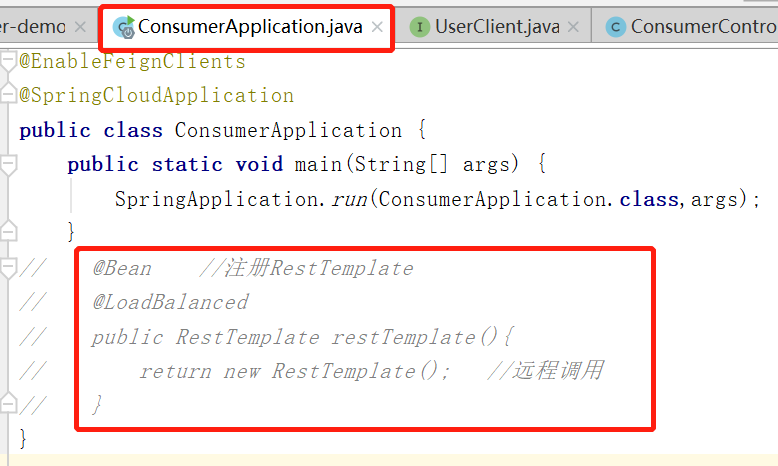 er-demo × ConsumerApplication.java × UserClient.java × ConsumerContro
@EnableFeignClients
@SpringCloudApplication
public class ConsumerApplication {
    public static void main(String[] args) {
        SpringApplication.run(ConsumerApplication.class,args);
    }
//    @Bean    //注册RestTemplate
//    @LoadBalanced
//    public RestTemplate restTemplate(){
//        return new RestTemplate();   //远程调用
//    }
}